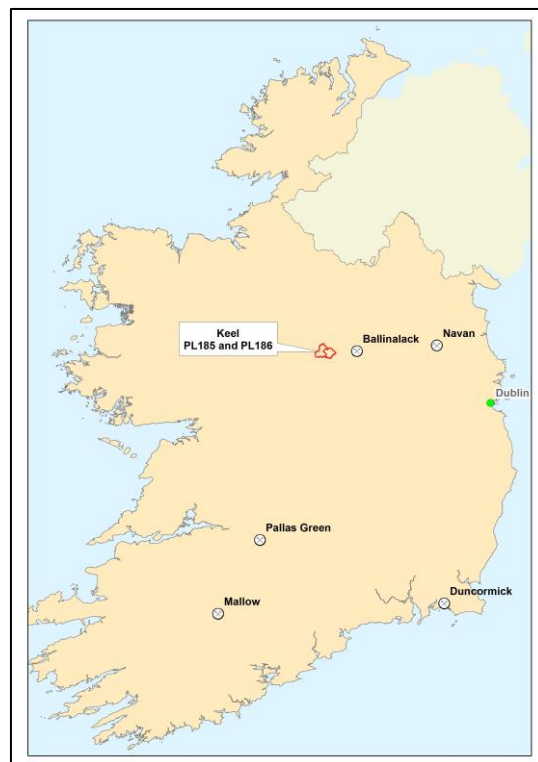 Keel
PL185 and PL186
Ballinalack
Navan
Dublin
Pallas Green
Duncormick
Mallow